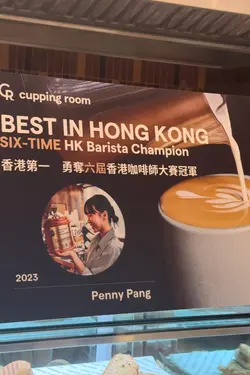 CR cupping room
BEST IN HONG KONG
SIX-TIME HK Barista Champion
香港第一 勇奪六屆香港咖啡師大賽冠軍
2023
Penny Pang